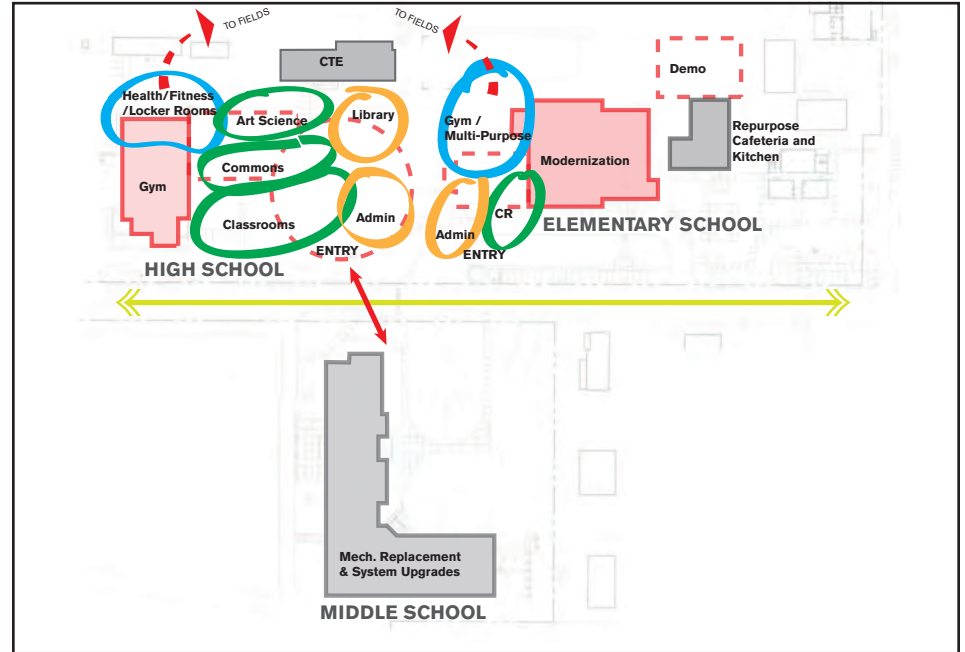 TO FIELDS
TO FIELDS
CTE
Demo
Health/Fitness
/Locker Rooms
Art Science
Library
Gym /
Multi-Purpose
Repurpose
Cafeteria and
Kitchen
Modernization
Commons
Gym
Classrooms
Admin
CR
Admin
ELEMENTARY SCHOOL
ENTRY
ENTRY
HIGH SCHOOL
Mech. Replacement
& System Upgrades
MIDDLE SCHOOL